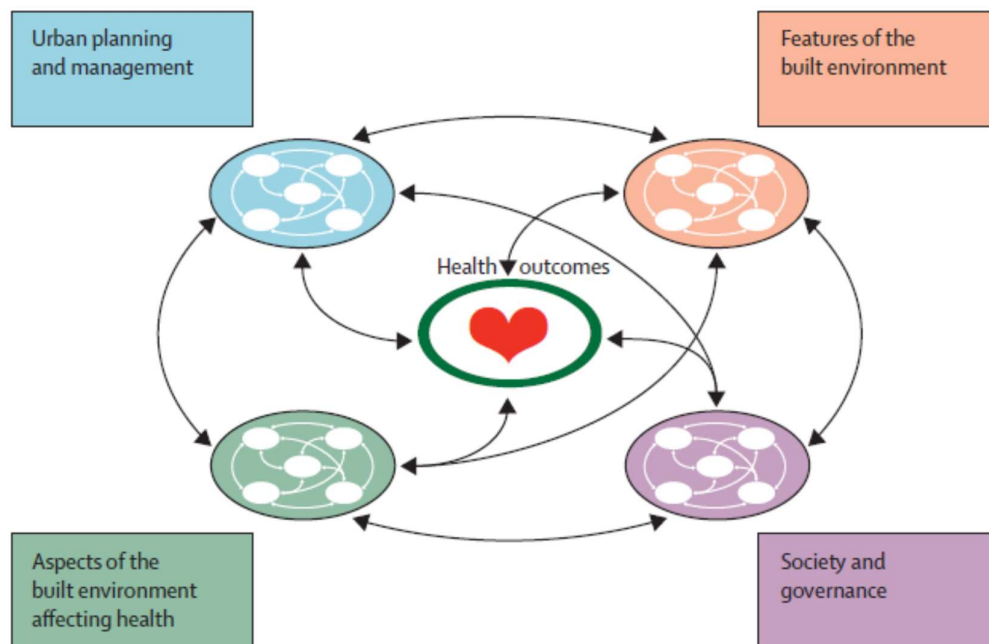 Urban planning
and management
Features of the
built environment
Health outcomes
Aspects of the
built environment
affecting health
Society and
governance